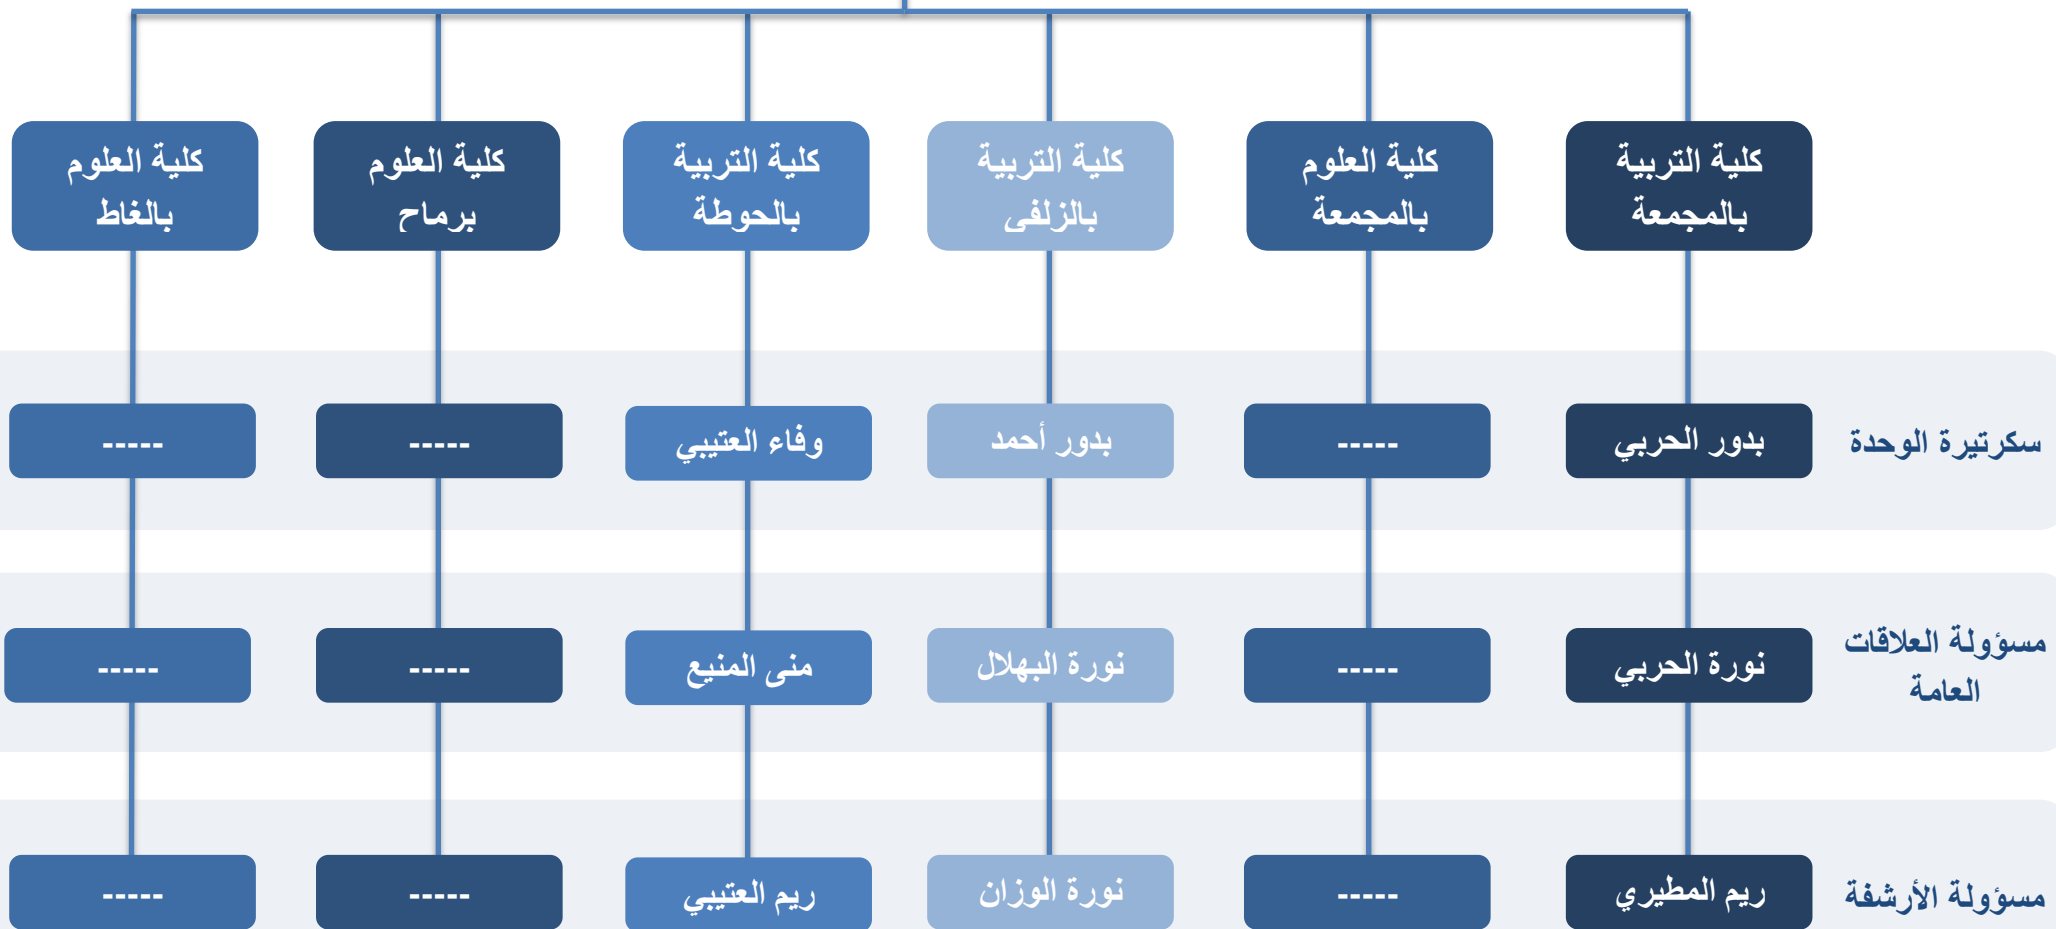 كلية التربية
بالمجمعة
كلية العلوم
بالمجمعة
كلية التربية
بالزلفي
كلية التربية
بالحوطة
كلية العلوم
برماح
كلية العلوم
بالغاط
سكرتيرة الوحدة
بدور الحربي
-----
بدور أحمد
وفاء العتيبي
-----
-----
مسؤولة العلاقات
العامة
نورة الحربي
-----
نورة البهلال
منى المنيع
-----
-----
مسؤولة الأرشفة
ريم المطيري
-----
نورة الوزان
ريم العتيبي
-----
-----